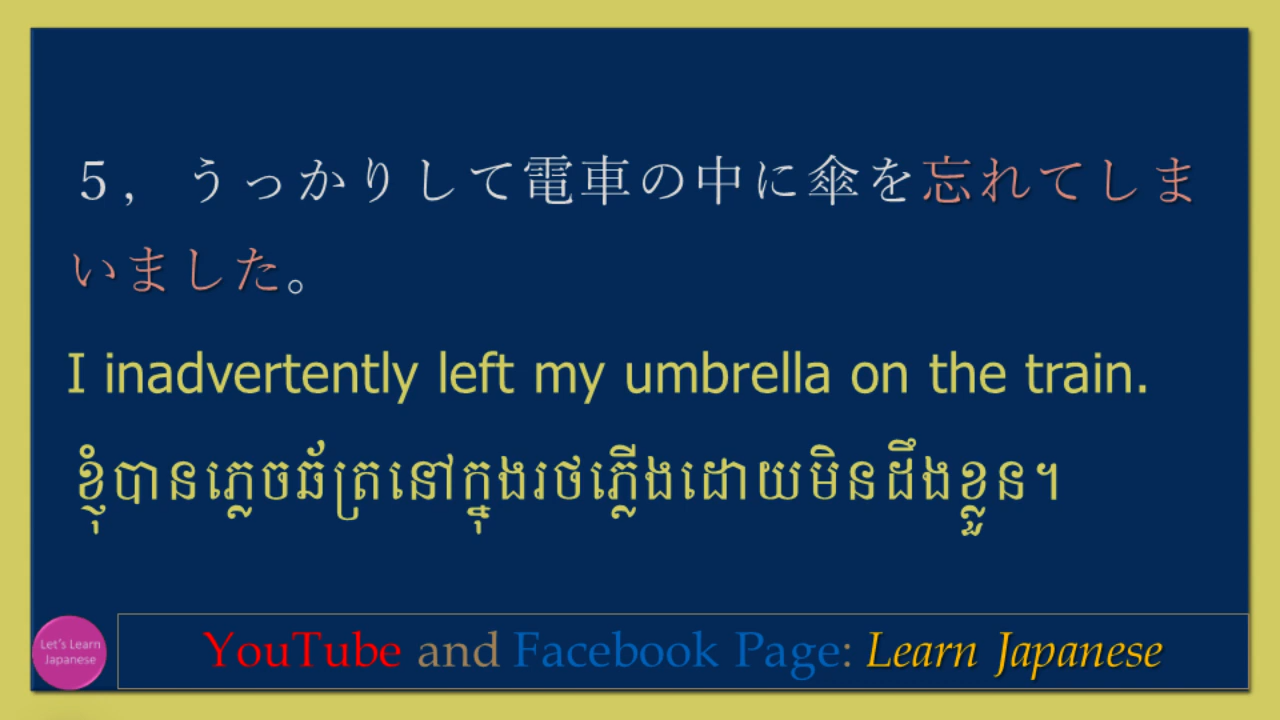 ５，うっかりして電車の中に傘を忘れてしま
いました。
I inadvertently left my umbrella on the train.
ខ្ញុំបានភ្លេចឆ័ត្រនៅក្នុងរថភ្លើងដោយមិនដឹងខ្លួន។
Let's Learn
Japanese
YouTube and Facebook Page: Learn Japanese